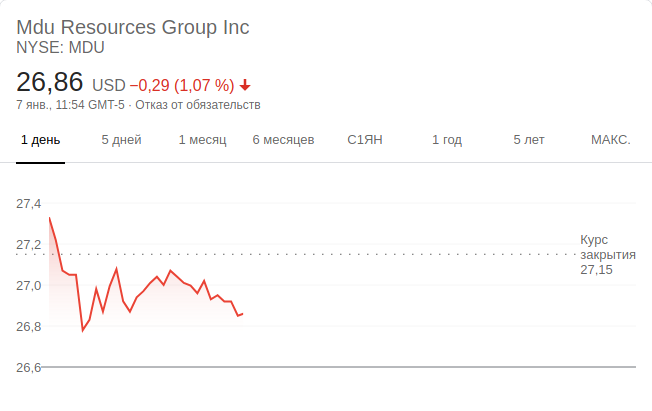 Mdu Resources Group Inc
NYSE: MDU
26,86 USD −0,29 (1,07 %)
7 янв., 11:54 GMT-5 · Отказ от обязательств
1 день 5 дней 1 месяц 6 месяцев С1ЯН 1 год 5 лет МАКС.
27,4
27,2
27,0
26,8
26,6
Курс
закрытия
27,15